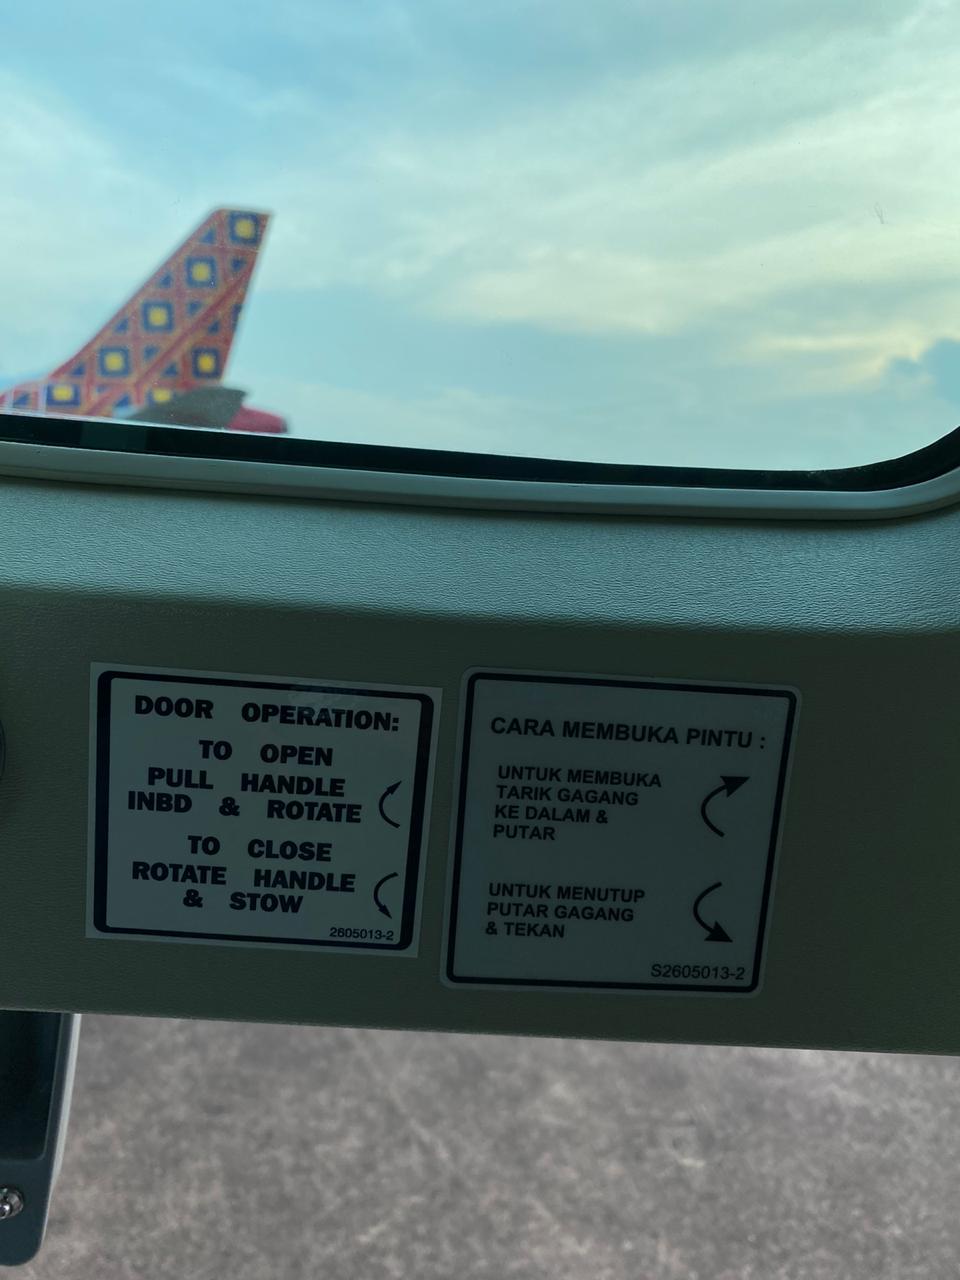 DOOR OPERATION:
TO OPEN
PULL HANDLE
INBD & ROTATE
TO CLOSE
ROTATE HANDLE
& STOW
2605013-2
CARA MEMBUKA PINTU :
UNTUK MEMBUKA
TARIK GAGANG
KE DALAM &
PUTAR
UNTUK MENUTUP
PUTAR GAGANG
& TEKAN
S2605013-2